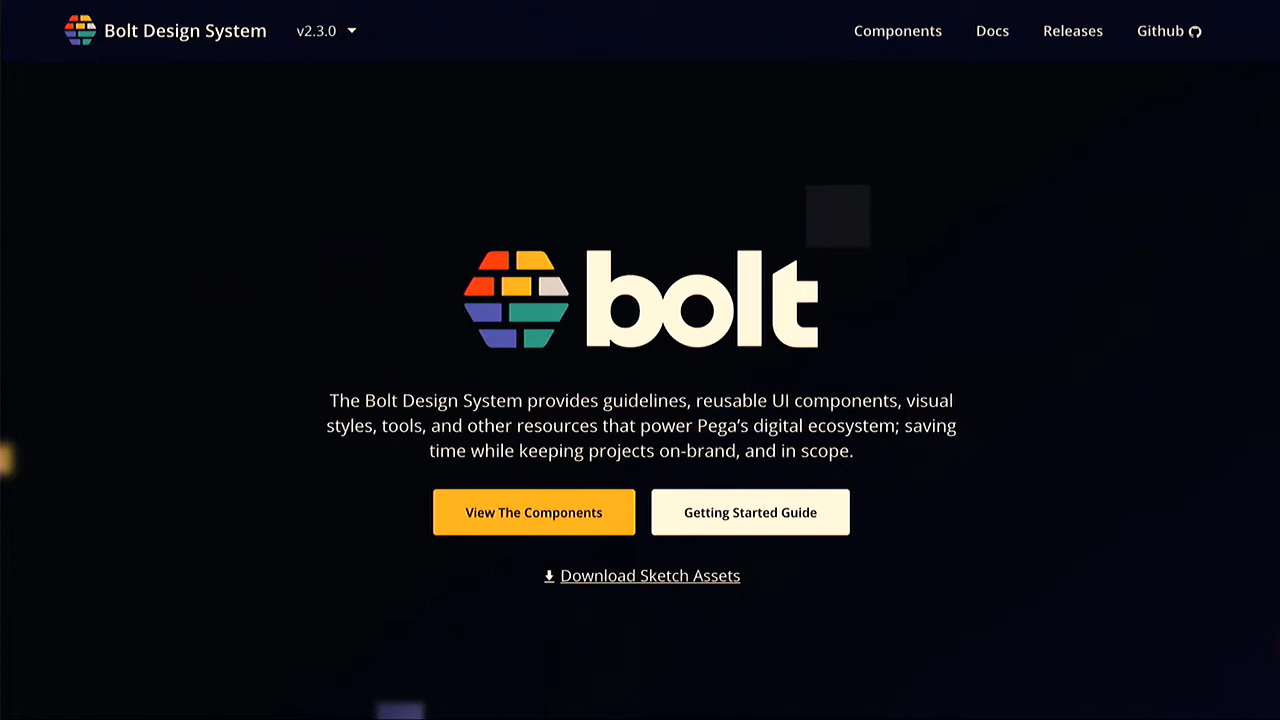 Bolt Design System v2.3.0 Components Docs Releases Github
bolt
The Bolt Design System provides guidelines, reusable UI components, visual
styles, tools, and other resources that power Pega’s digital ecosystem; saving
time while keeping projects on-brand, and in scope.
View The Components Getting Started Guide
Download Sketch Assets